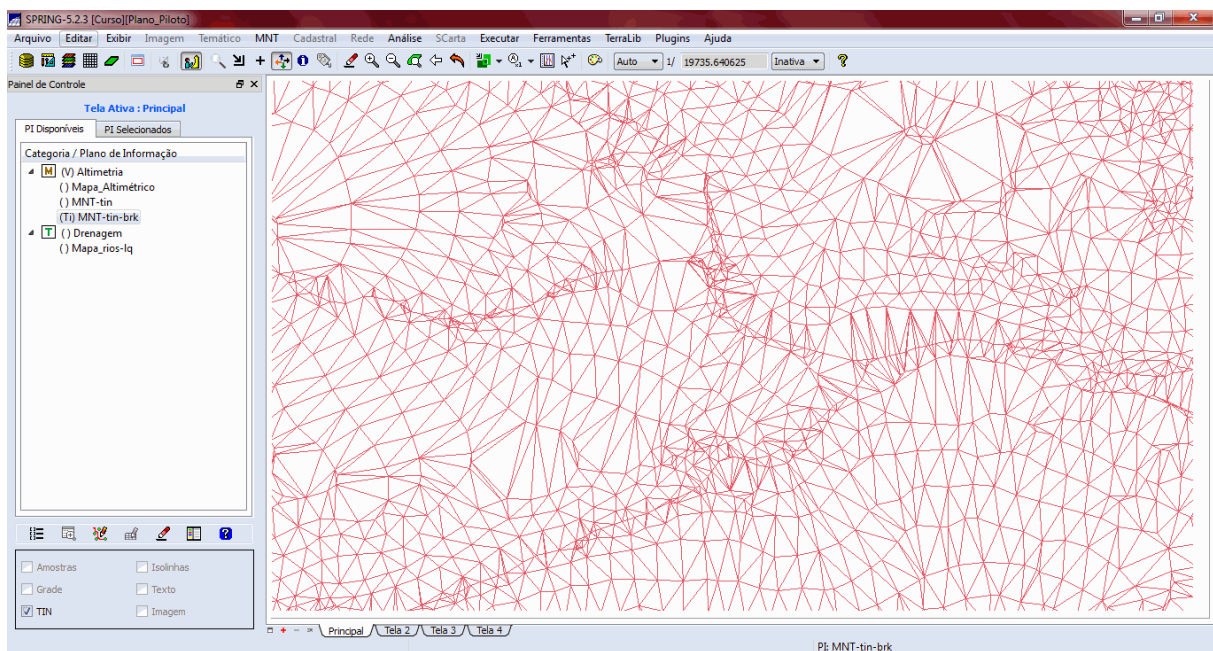 SPRING-5.2.3 [Curso][Plano_Piloto]
Arquivo Editar Exibir Imagem Temático MNT Cadastral Rede Análise SCarta Executar Ferramentas TerraLib Plugins Ajuda
Auto 1/ 19735.640625 Inativa
Painel de Controle
Tela Ativa : Principal
PI Disponíveis PI Selecionados
Categoria / Plano de Informação
M (V) Altimetria
( ) Mapa_Altimétrico
( ) MNT-tin
(Ti) MNT-tin-brk
T ( ) Drenagem
( ) Mapa_rios-lq
Amostras Isolinhas
Grade Texto
TIN Imagem
Principal Tela 2 Tela 3 Tela 4
PI: MNT-tin-brk